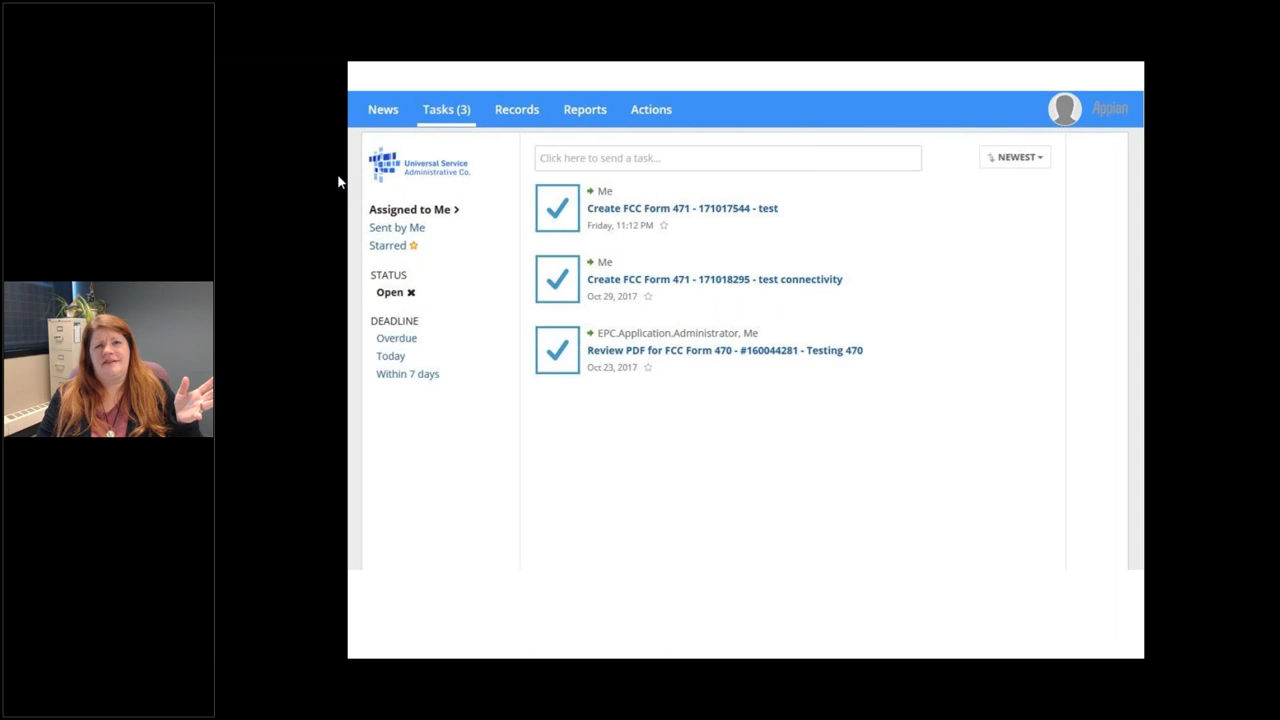 News Tasks (3) Records Reports Actions
Appian
Universal Service
Administrative Co.
Assigned to Me >
Sent by Me
Starred
STATUS
Open ✖
DEADLINE
Overdue
Today
Within 7 days
Click here to send a task...
NEWEST
Me
Create FCC Form 471 - 171017544 - test
Friday, 11:12 PM
Me
Create FCC Form 471 - 171018295 - test connectivity
Oct 29, 2017
EPC.Application.Administrator, Me
Review PDF for FCC Form 470 - #160044281 - Testing 470
Oct 23, 2017